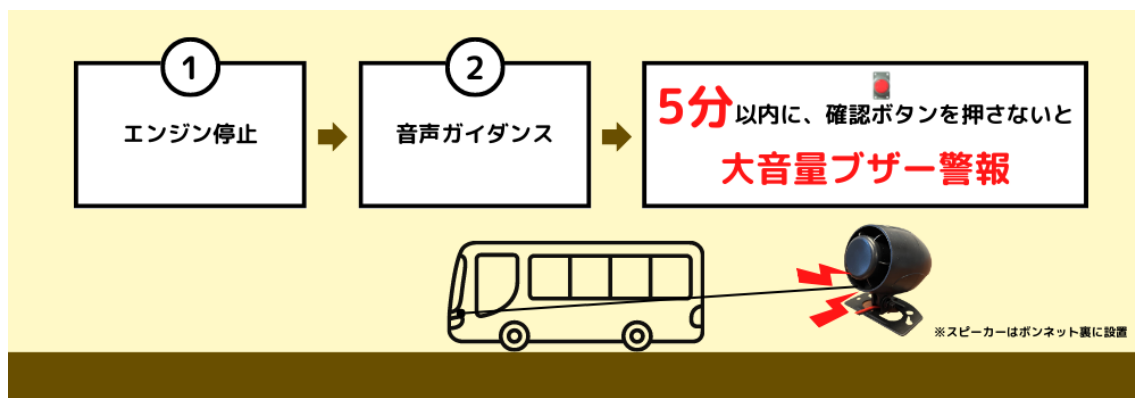 1
エンジン停止
2
音声ガイダンス
5分以内に、確認ボタンを押さないと
大音量ブザー警報
※スピーカーはボンネット裏に設置